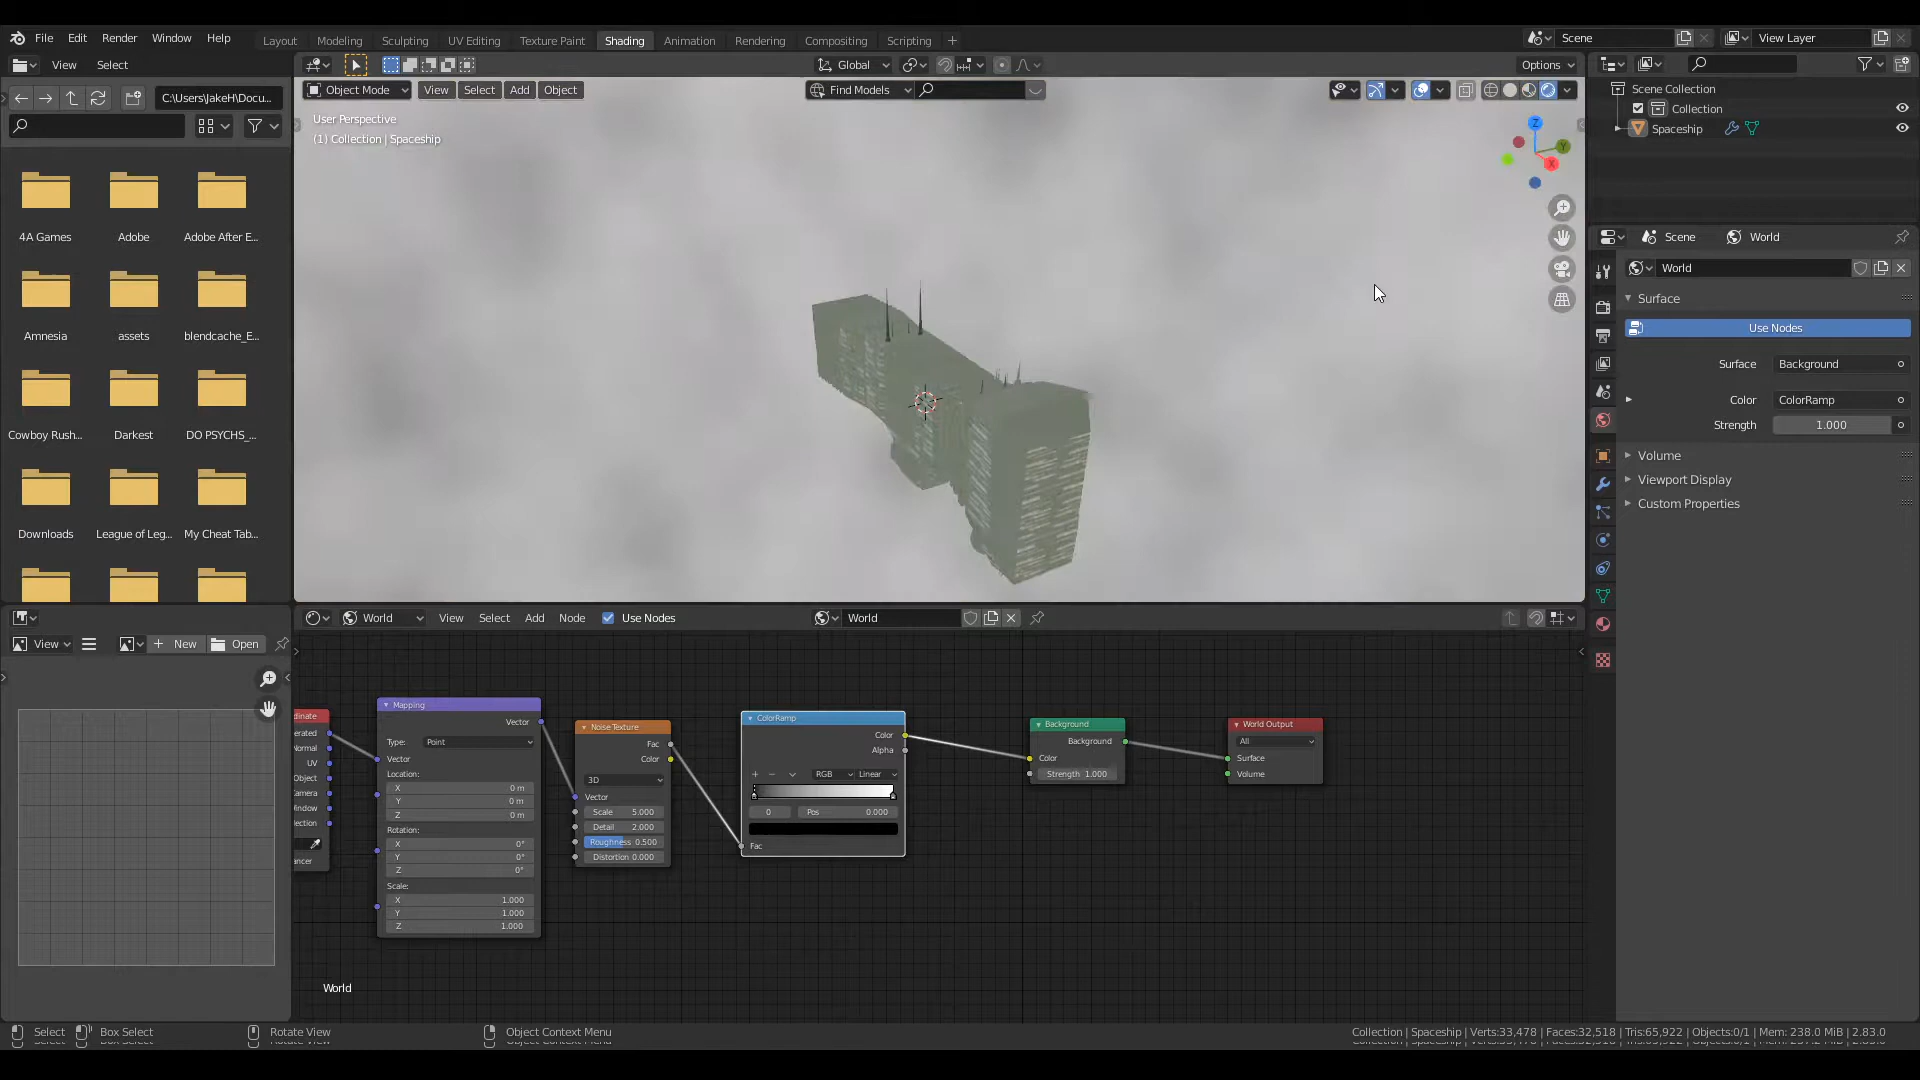 File Edit Render Window Help
Layout Modeling Sculpting UV Editing Texture Paint Shading Animation Rendering Compositing Scripting
Scene
View Layer
View Select
Global
Options
C:\Users\JakeH\Docu...
Object Mode View Select Add Object
Find Models
User Perspective
(1) Collection | Spaceship
Z
Y
X
Scene Collection
Collection
Spaceship
4A Games Adobe Adobe After E...
Amnesia assets blendcache_E...
Cowboy Rush... Darkest DO PSYCHS_...
Downloads League of Leg... My Cheat Tab...
Scene World
World
Surface
Use Nodes
Surface Background
Color ColorRamp
Strength 1.000
Volume
Viewport Display
Custom Properties
World View Select Add Node Use Nodes World
View New Open
dinate
erated
Normal
UV
Object
Camera
Window
ection
ancer
Mapping
Vector
Type: Point
Vector
Location:
X 0 m
Y 0 m
Z 0 m
Rotation:
X 0°
Y 0°
Z 0°
Scale:
X 1.000
Y 1.000
Z 1.000
Noise Texture
Fac
Color
3D
Vector
Scale 5.000
Detail 2.000
Roughness 0.500
Distortion 0.000
ColorRamp
Color
Alpha
RGB Linear
0 Pos 0.000
Fac
Background
Background
Color
Strength 1.000
World Output
All
Surface
Volume
World
Select Box Select Rotate View Object Context Menu
Collection | Spaceship | Verts:33,478 | Faces:32,518 | Tris:65,922 | Objects:0/1 | Mem: 238.0 MiB | 2.83.0